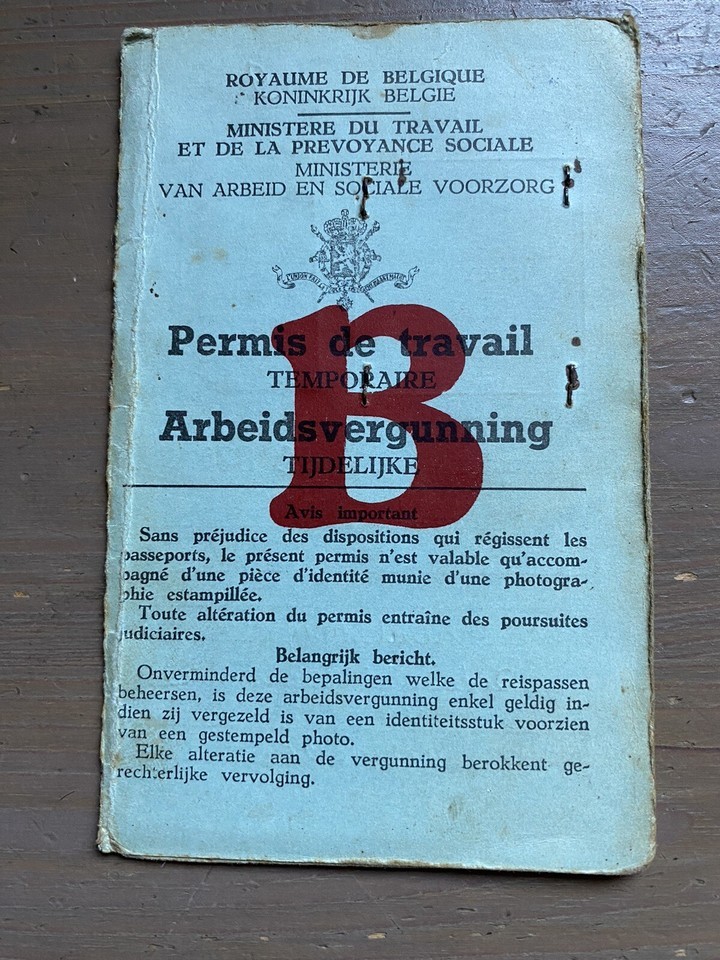 ROYAUME DE BELGIQUE
KONINKRIJK BELGIE
MINISTERE DU TRAVAIL
ET DE LA PREVOYANCE SOCIALE
MINISTERIE
VAN ARBEID EN SOCIALE VOORZORG
B
Permis de travail
TEMPORAIRE
Arbeidsvergunning
TIJDELIJKE
Avis important
Sans préjudice des dispositions qui régissent les
passeports, le présent permis n'est valable qu'accom-
pagné d'une pièce d'identité munie d'une photogra-
phie estampillée.
Toute altération du permis entraîne des poursuites
judiciaires.
Belangrijk bericht.
Onverminderd de bepalingen welke de reispassen
beheersen, is deze arbeidsvergunning enkel geldig in-
dien zij vergezeld is van een identiteitsstuk voorzien
van een gestempeld photo.
Elke alteratie aan de vergunning berokkent ge-
rechterlijke vervolging.